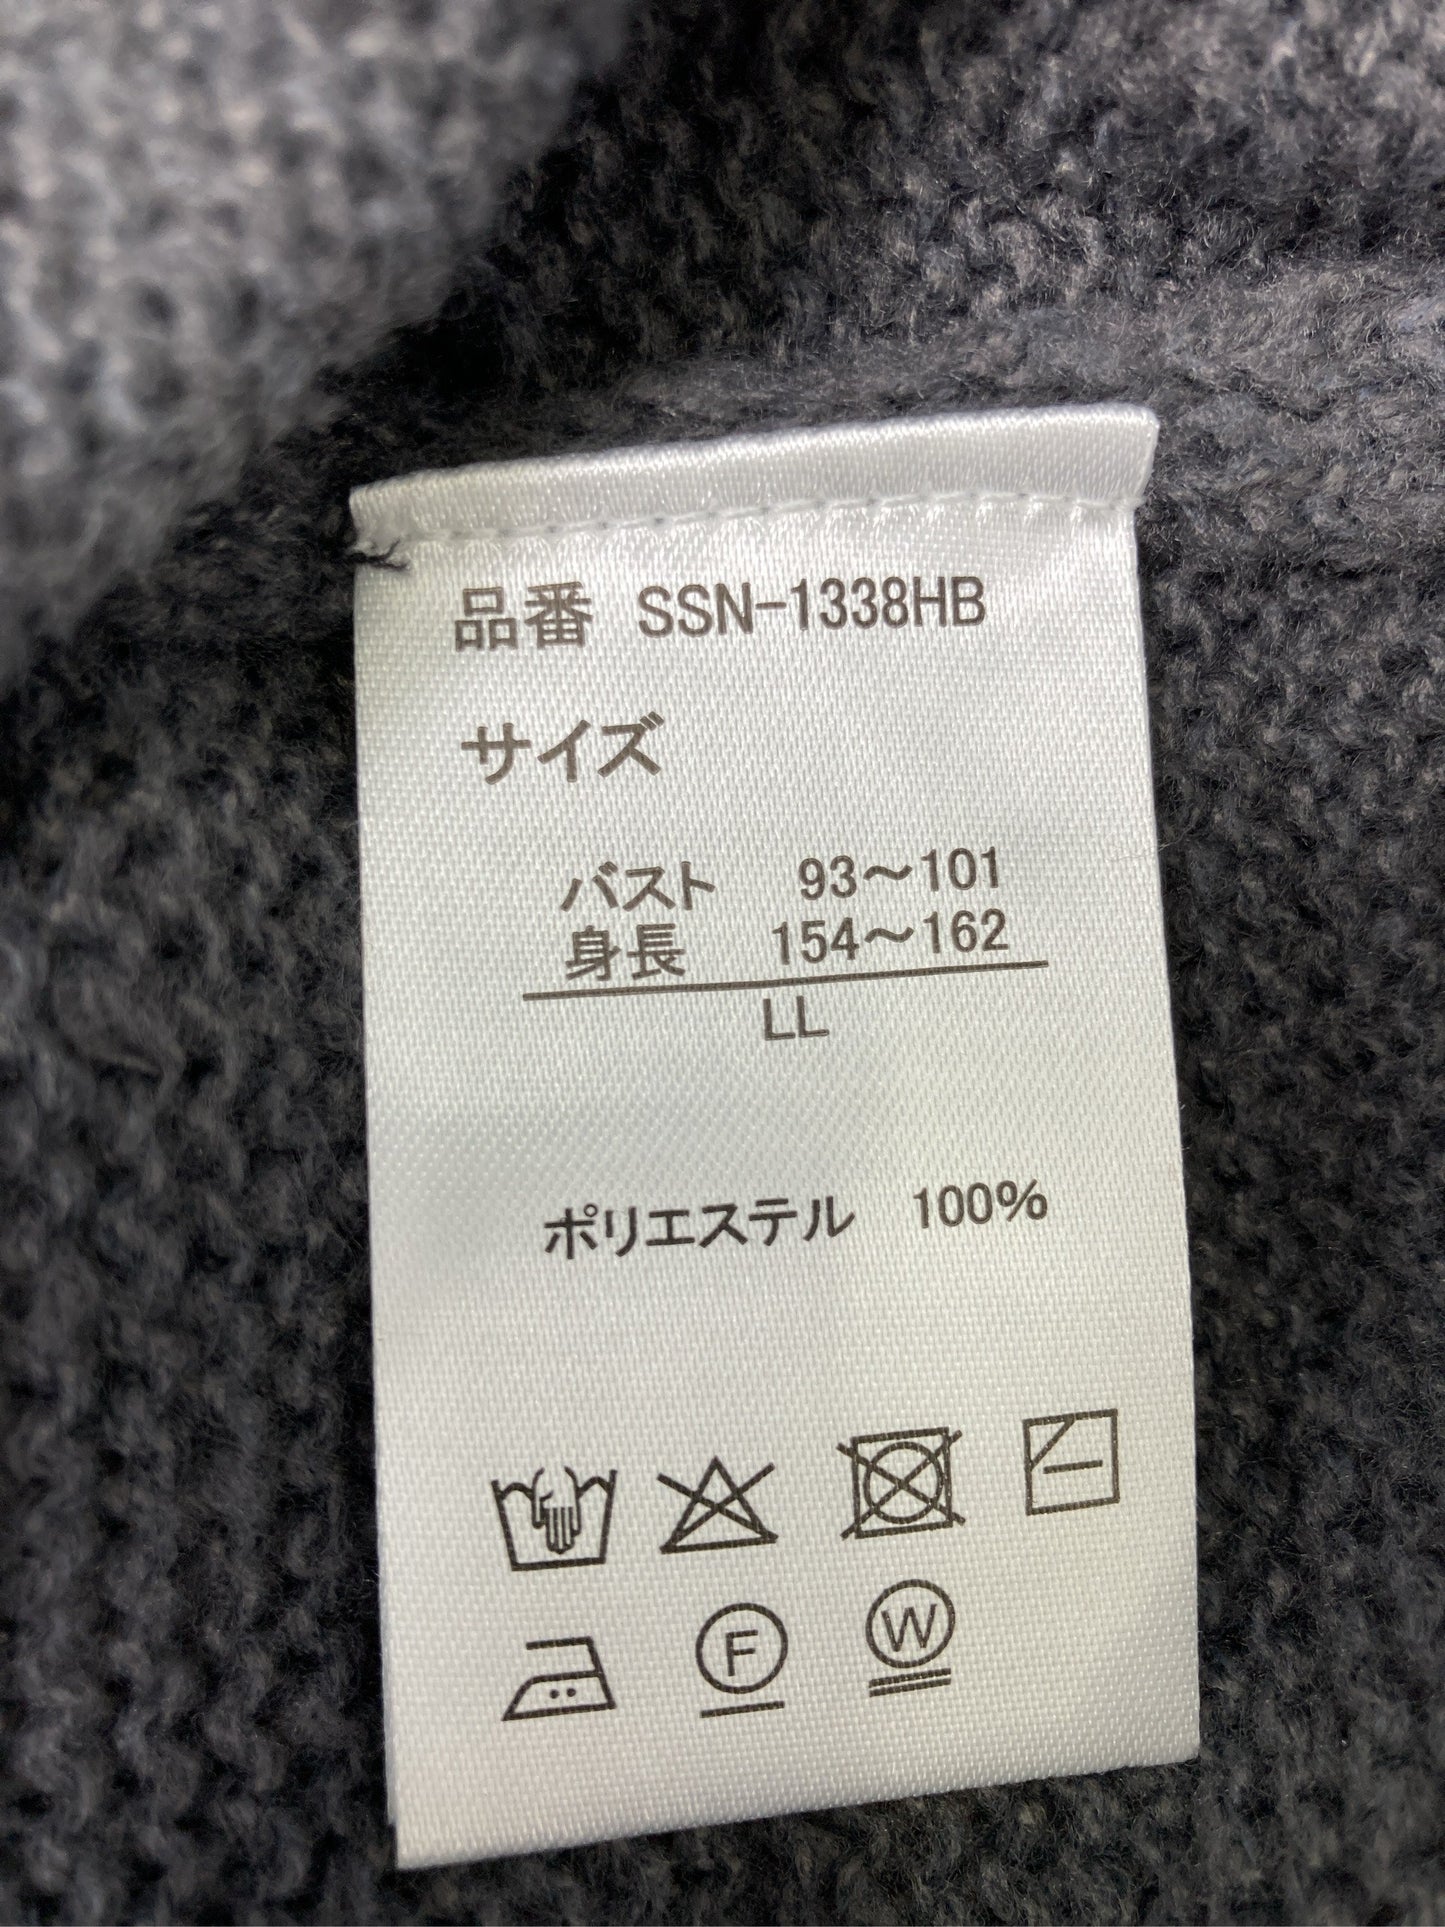 品番 SSN-1338HB
サイズ
バスト 93～101
身長 154～162
LL
ポリエステル 100%
F W